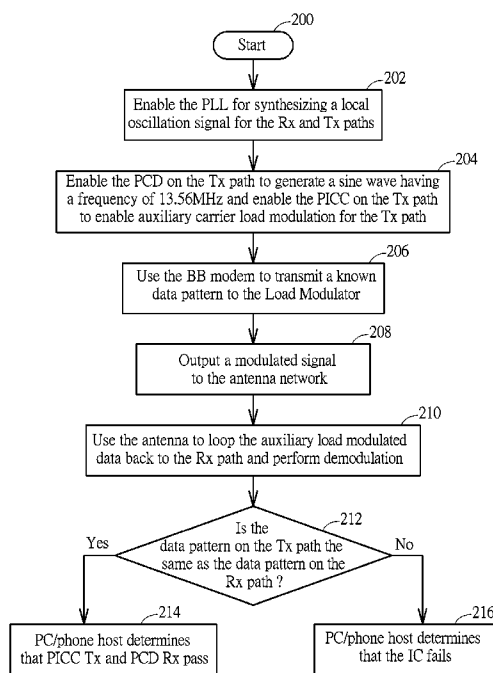 200
Start
202
Enable the PLL for synthesizing a local
oscillation signal for the Rx and Tx paths
204
Enable the PCD on the Tx path to generate a sine wave having
a frequency of 13.56MHz and enable the PICC on the Tx path
to enable auxiliary carrier load modulation for the Tx path
206
Use the BB modem to transmit a known
data pattern to the Load Modulator
208
Output a modulated signal
to the antenna network
210
Use the antenna to loop the auxiliary load modulated
data back to the Rx path and perform demodulation
212
Is the
data pattern on the Tx path the
same as the data pattern on the
Rx path ?
Yes
No
214
PC/phone host determines
that PICC Tx and PCD Rx pass
216
PC/phone host determines
that the IC fails